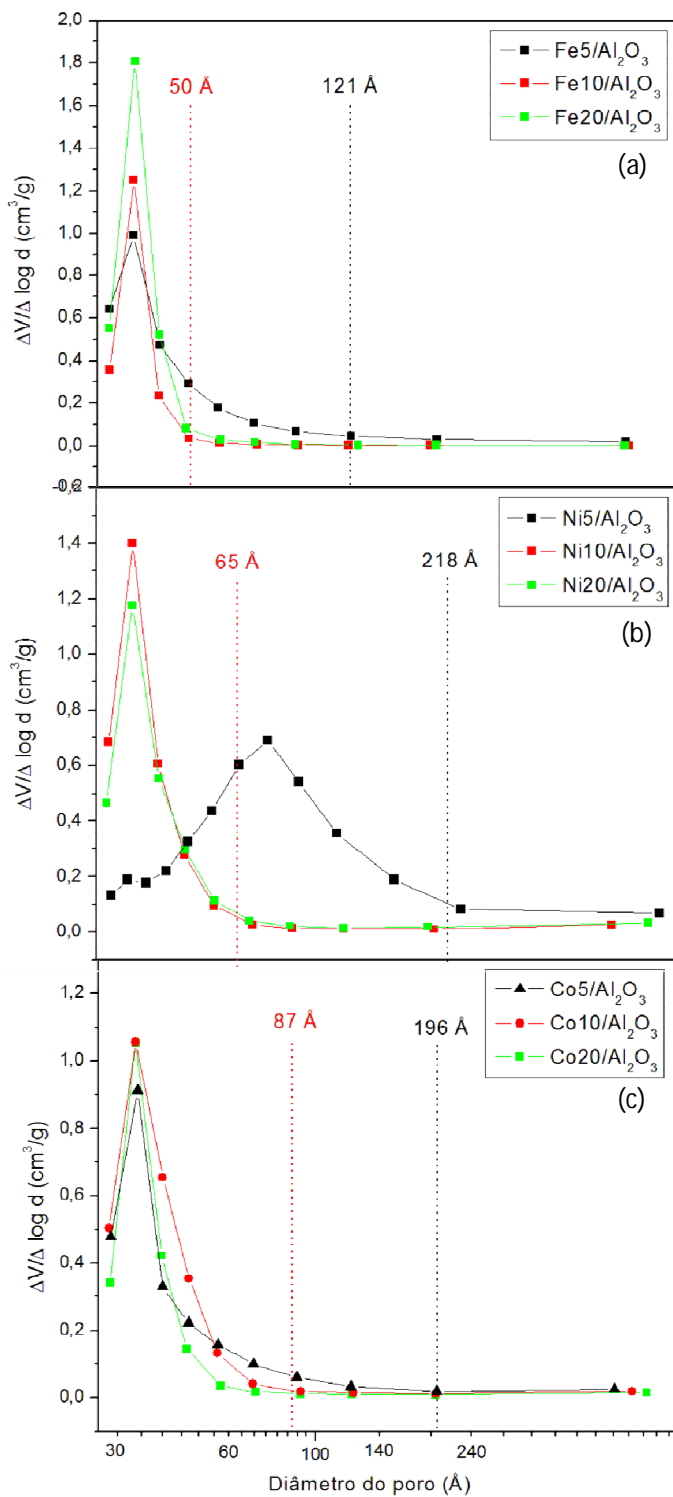 Fe5/Al₂O₃
Fe10/Al₂O₃
Fe20/Al₂O₃
50 Å
121 Å
(a)
2,0
1,8
1,6
1,4
1,2
1,0
0,8
0,6
0,4
0,2
0,0
ΔV/Δ log d (cm³/g)
Ni5/Al₂O₃
Ni10/Al₂O₃
Ni20/Al₂O₃
65 Å
218 Å
(b)
1,4
1,2
1,0
0,8
0,6
0,4
0,2
0,0
ΔV/Δ log d (cm³/g)
Co5/Al₂O₃
Co10/Al₂O₃
Co20/Al₂O₃
87 Å
196 Å
(c)
1,2
1,0
0,8
0,6
0,4
0,2
0,0
ΔV/Δ log d (cm³/g)
30 60 100 140 240
Diâmetro do poro (Å)